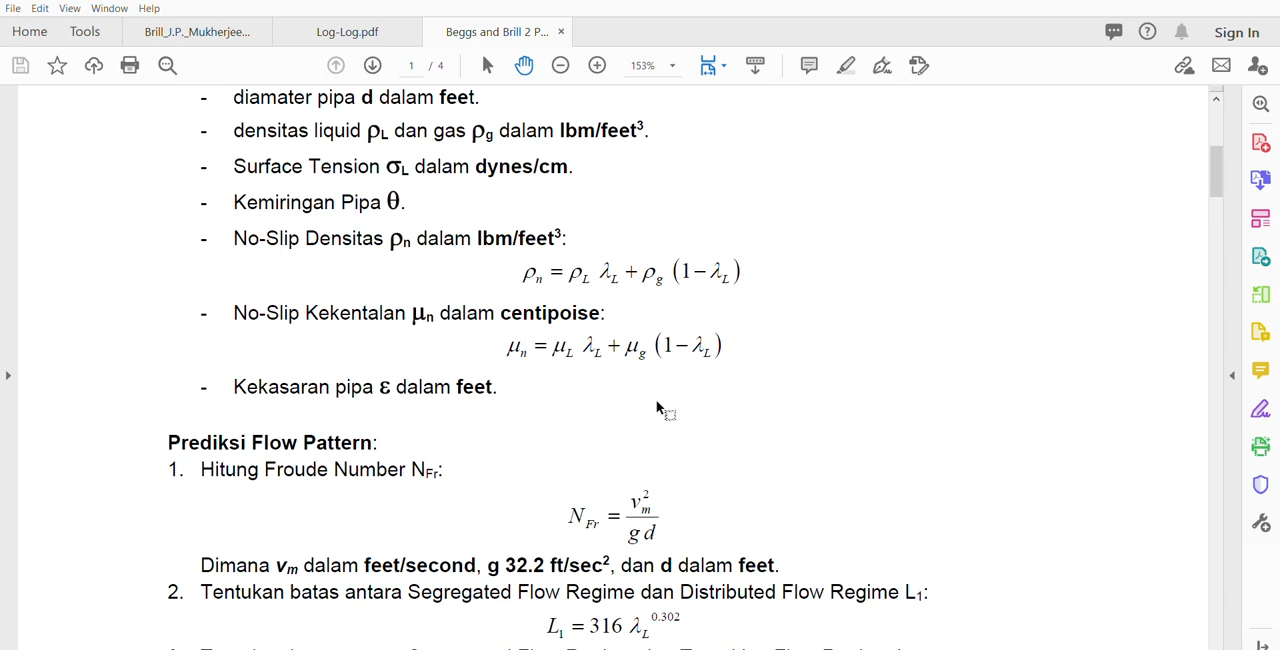 File Edit View Window Help
Home Tools Brill_J.P._Mukherjee... Log-Log.pdf Beggs and Brill 2 P... × Sign In
1 / 4 153%
- diamater pipa d dalam feet.
- densitas liquid ρL dan gas ρg dalam lbm/feet³.
- Surface Tension σL dalam dynes/cm.
- Kemiringan Pipa θ.
- No-Slip Densitas ρn dalam lbm/feet³:
ρn = ρL λL + ρg (1 − λL)
- No-Slip Kekentalan μn dalam centipoise:
μn = μL λL + μg (1 − λL)
- Kekasaran pipa ε dalam feet.
Prediksi Flow Pattern:
1. Hitung Froude Number NFr:
N Fr = v m² / g d
Dimana vm dalam feet/second, g 32.2 ft/sec², dan d dalam feet.
2. Tentukan batas antara Segregated Flow Regime dan Distributed Flow Regime L1:
L1 = 316 λL^0.302